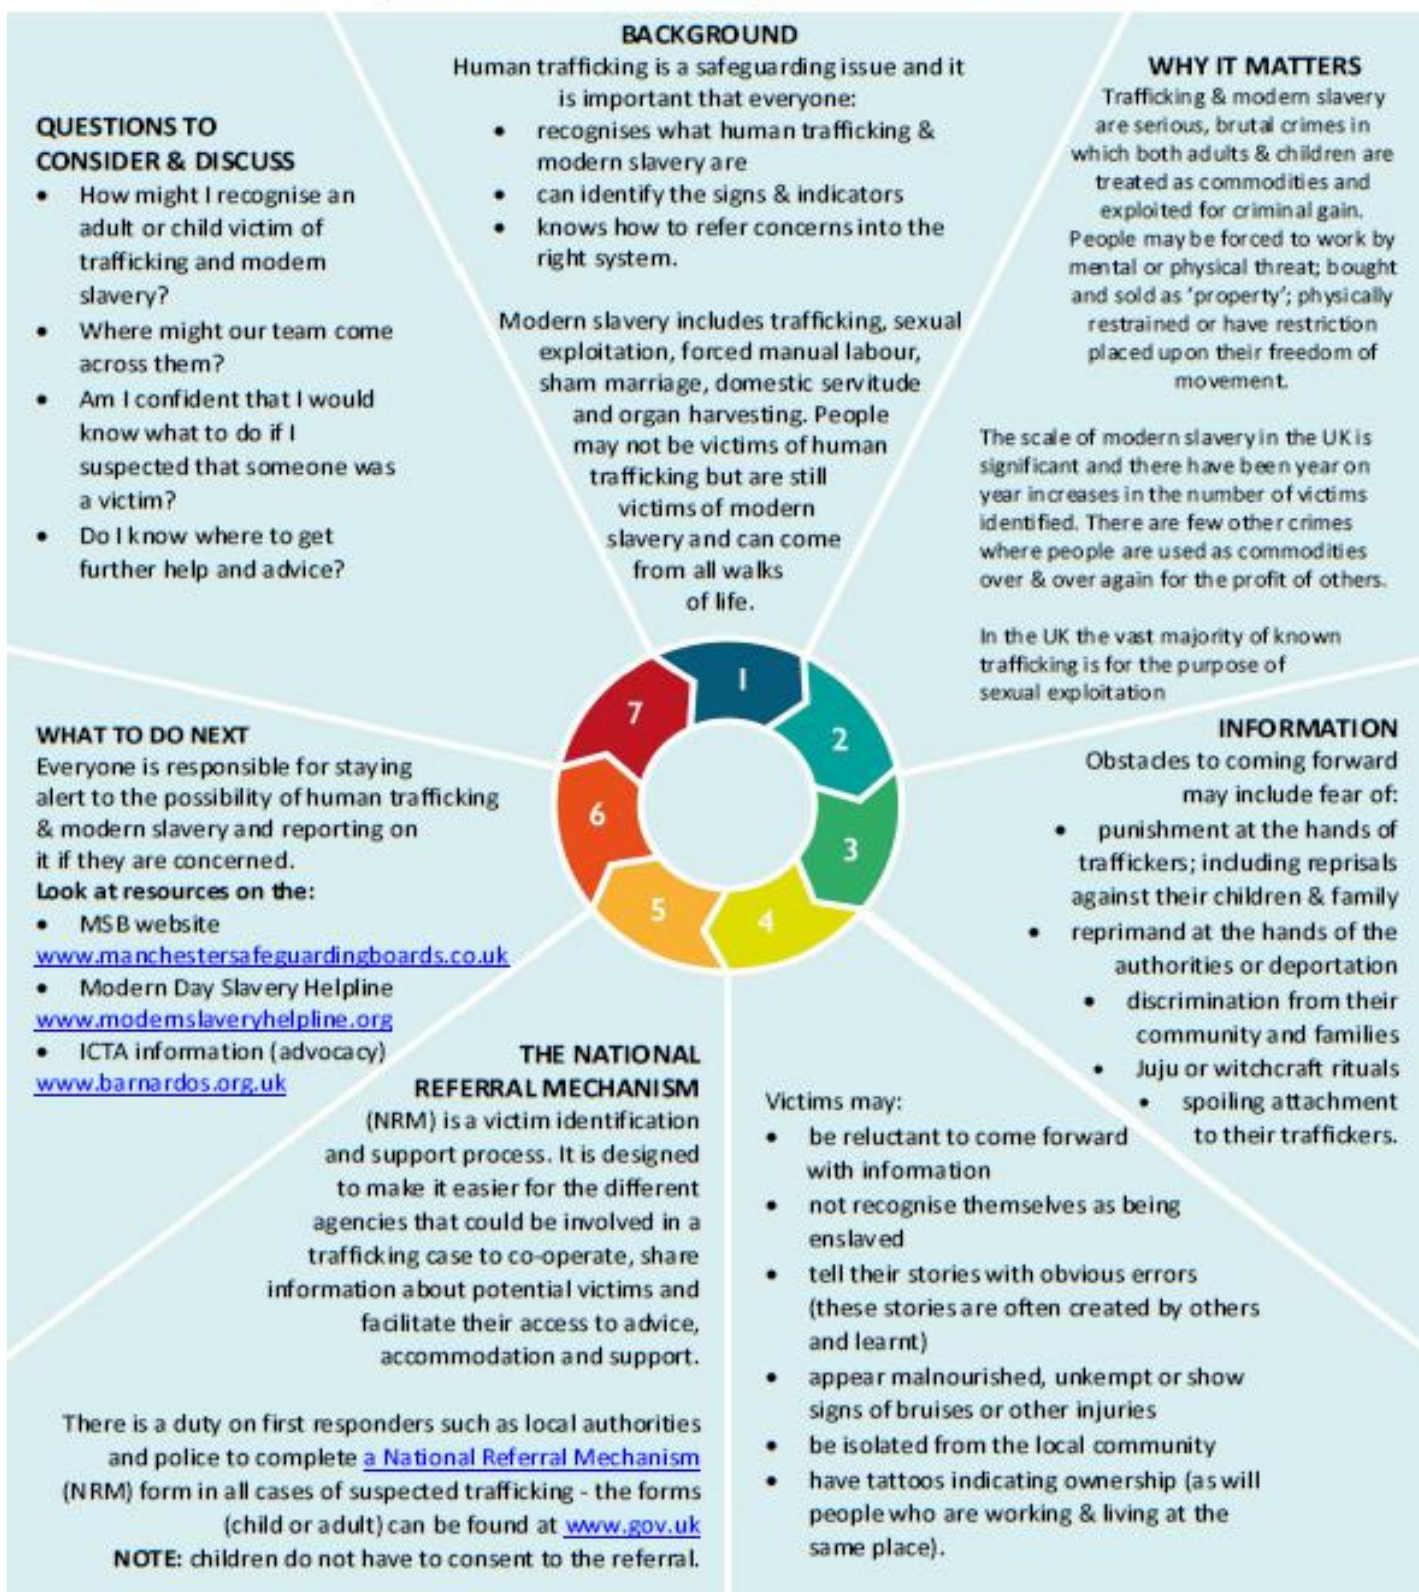 BACKGROUND
Human trafficking is a safeguarding issue and it
is important that everyone:
• recognises what human trafficking &
modern slavery are
• can identify the signs & indicators
• knows how to refer concerns into the
right system.
Modern slavery includes trafficking, sexual
exploitation, forced manual labour,
sham marriage, domestic servitude
and organ harvesting. People
may not be victims of human
trafficking but are still
victims of modern
slavery and can come
from all walks
of life.
WHY IT MATTERS
Trafficking & modern slavery
are serious, brutal crimes in
which both adults & children are
treated as commodities and
exploited for criminal gain.
People may be forced to work by
mental or physical threat; bought
and sold as ‘property’; physically
restrained or have restriction
placed upon their freedom of
movement.
The scale of modern slavery in the UK is
significant and there have been year on
year increases in the number of victims
identified. There are few other crimes
where people are used as commodities
over & over again for the profit of others.
In the UK the vast majority of known
trafficking is for the purpose of
sexual exploitation
INFORMATION
Obstacles to coming forward
may include fear of:
• punishment at the hands of
traffickers; including reprisals
against their children & family
• reprimand at the hands of the
authorities or deportation
• discrimination from their
community and families
• Juju or witchcraft rituals
• spoiling attachment
to their traffickers.
Victims may:
• be reluctant to come forward
with information
• not recognise themselves as being
enslaved
• tell their stories with obvious errors
(these stories are often created by others
and learnt)
• appear malnourished, unkempt or show
signs of bruises or other injuries
• be isolated from the local community
• have tattoos indicating ownership (as will
people who are working & living at the
same place).
THE NATIONAL
REFERRAL MECHANISM
(NRM) is a victim identification
and support process. It is designed
to make it easier for the different
agencies that could be involved in a
trafficking case to co-operate, share
information about potential victims and
facilitate their access to advice,
accommodation and support.
There is a duty on first responders such as local authorities
and police to complete a National Referral Mechanism
(NRM) form in all cases of suspected trafficking - the forms
(child or adult) can be found at www.gov.uk
NOTE: children do not have to consent to the referral.
WHAT TO DO NEXT
Everyone is responsible for staying
alert to the possibility of human trafficking
& modern slavery and reporting on
it if they are concerned.
Look at resources on the:
• MSB website
www.manchestersafeguardingboards.co.uk
• Modern Day Slavery Helpline
www.modernslaveryhelpline.org
• ICTA information (advocacy)
www.barnardos.org.uk
QUESTIONS TO
CONSIDER & DISCUSS
• How might I recognise an
adult or child victim of
trafficking and modern
slavery?
• Where might our team come
across them?
• Am I confident that I would
know what to do if I
suspected that someone was
a victim?
• Do I know where to get
further help and advice?
1
2
3
4
5
6
7